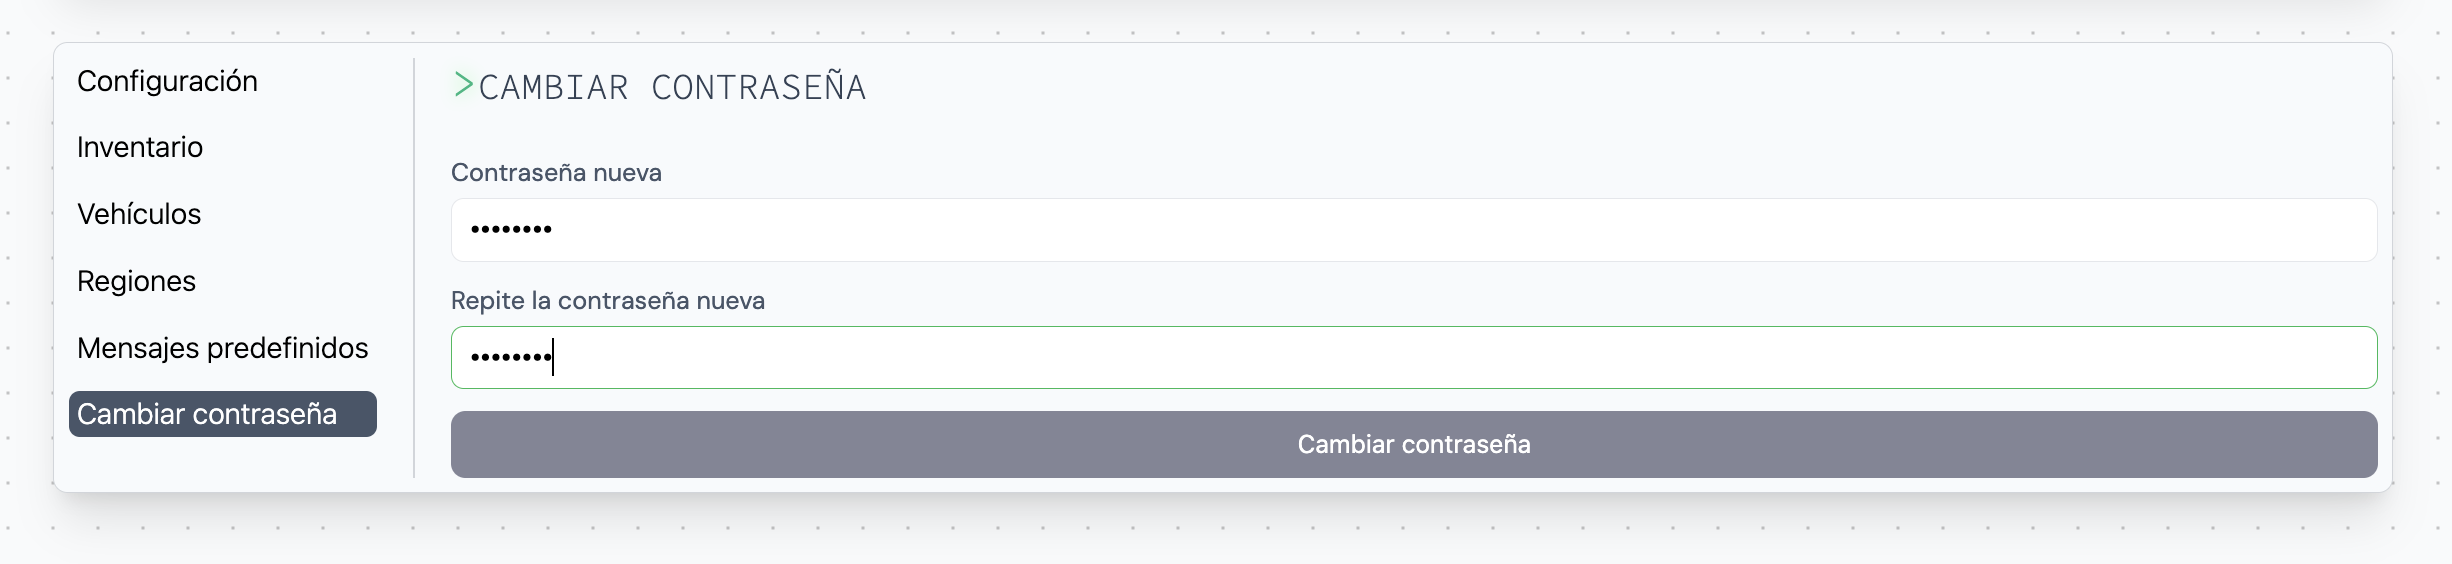 Configuración
Inventario
Vehículos
Regiones
Mensajes predefinidos
Cambiar contraseña
>CAMBIAR CONTRASEÑA
Contraseña nueva
••••••••
Repite la contraseña nueva
••••••••
Cambiar contraseña